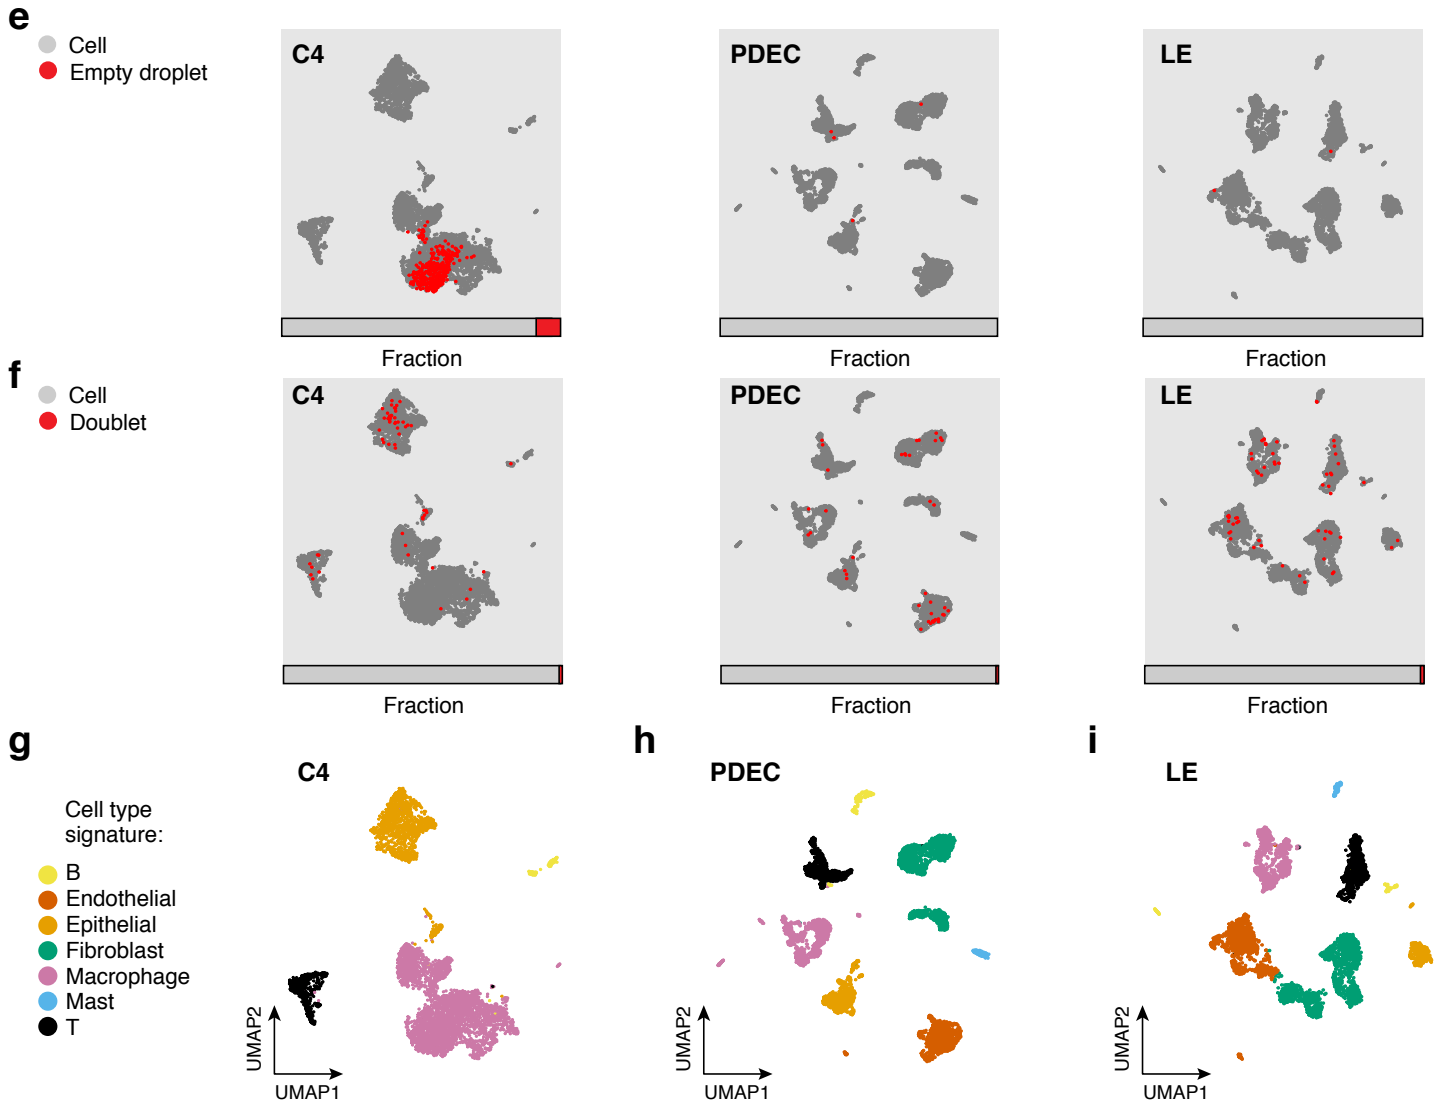 e
Cell
Empty droplet
C4
PDEC
LE
Fraction
Fraction
Fraction
f
Cell
Doublet
C4
PDEC
LE
Fraction
Fraction
Fraction
g
h
i
C4
PDEC
LE
Cell type
signature:
B
Endothelial
Epithelial
Fibroblast
Macrophage
Mast
T
UMAP2
UMAP1
UMAP2
UMAP1
UMAP2
UMAP1